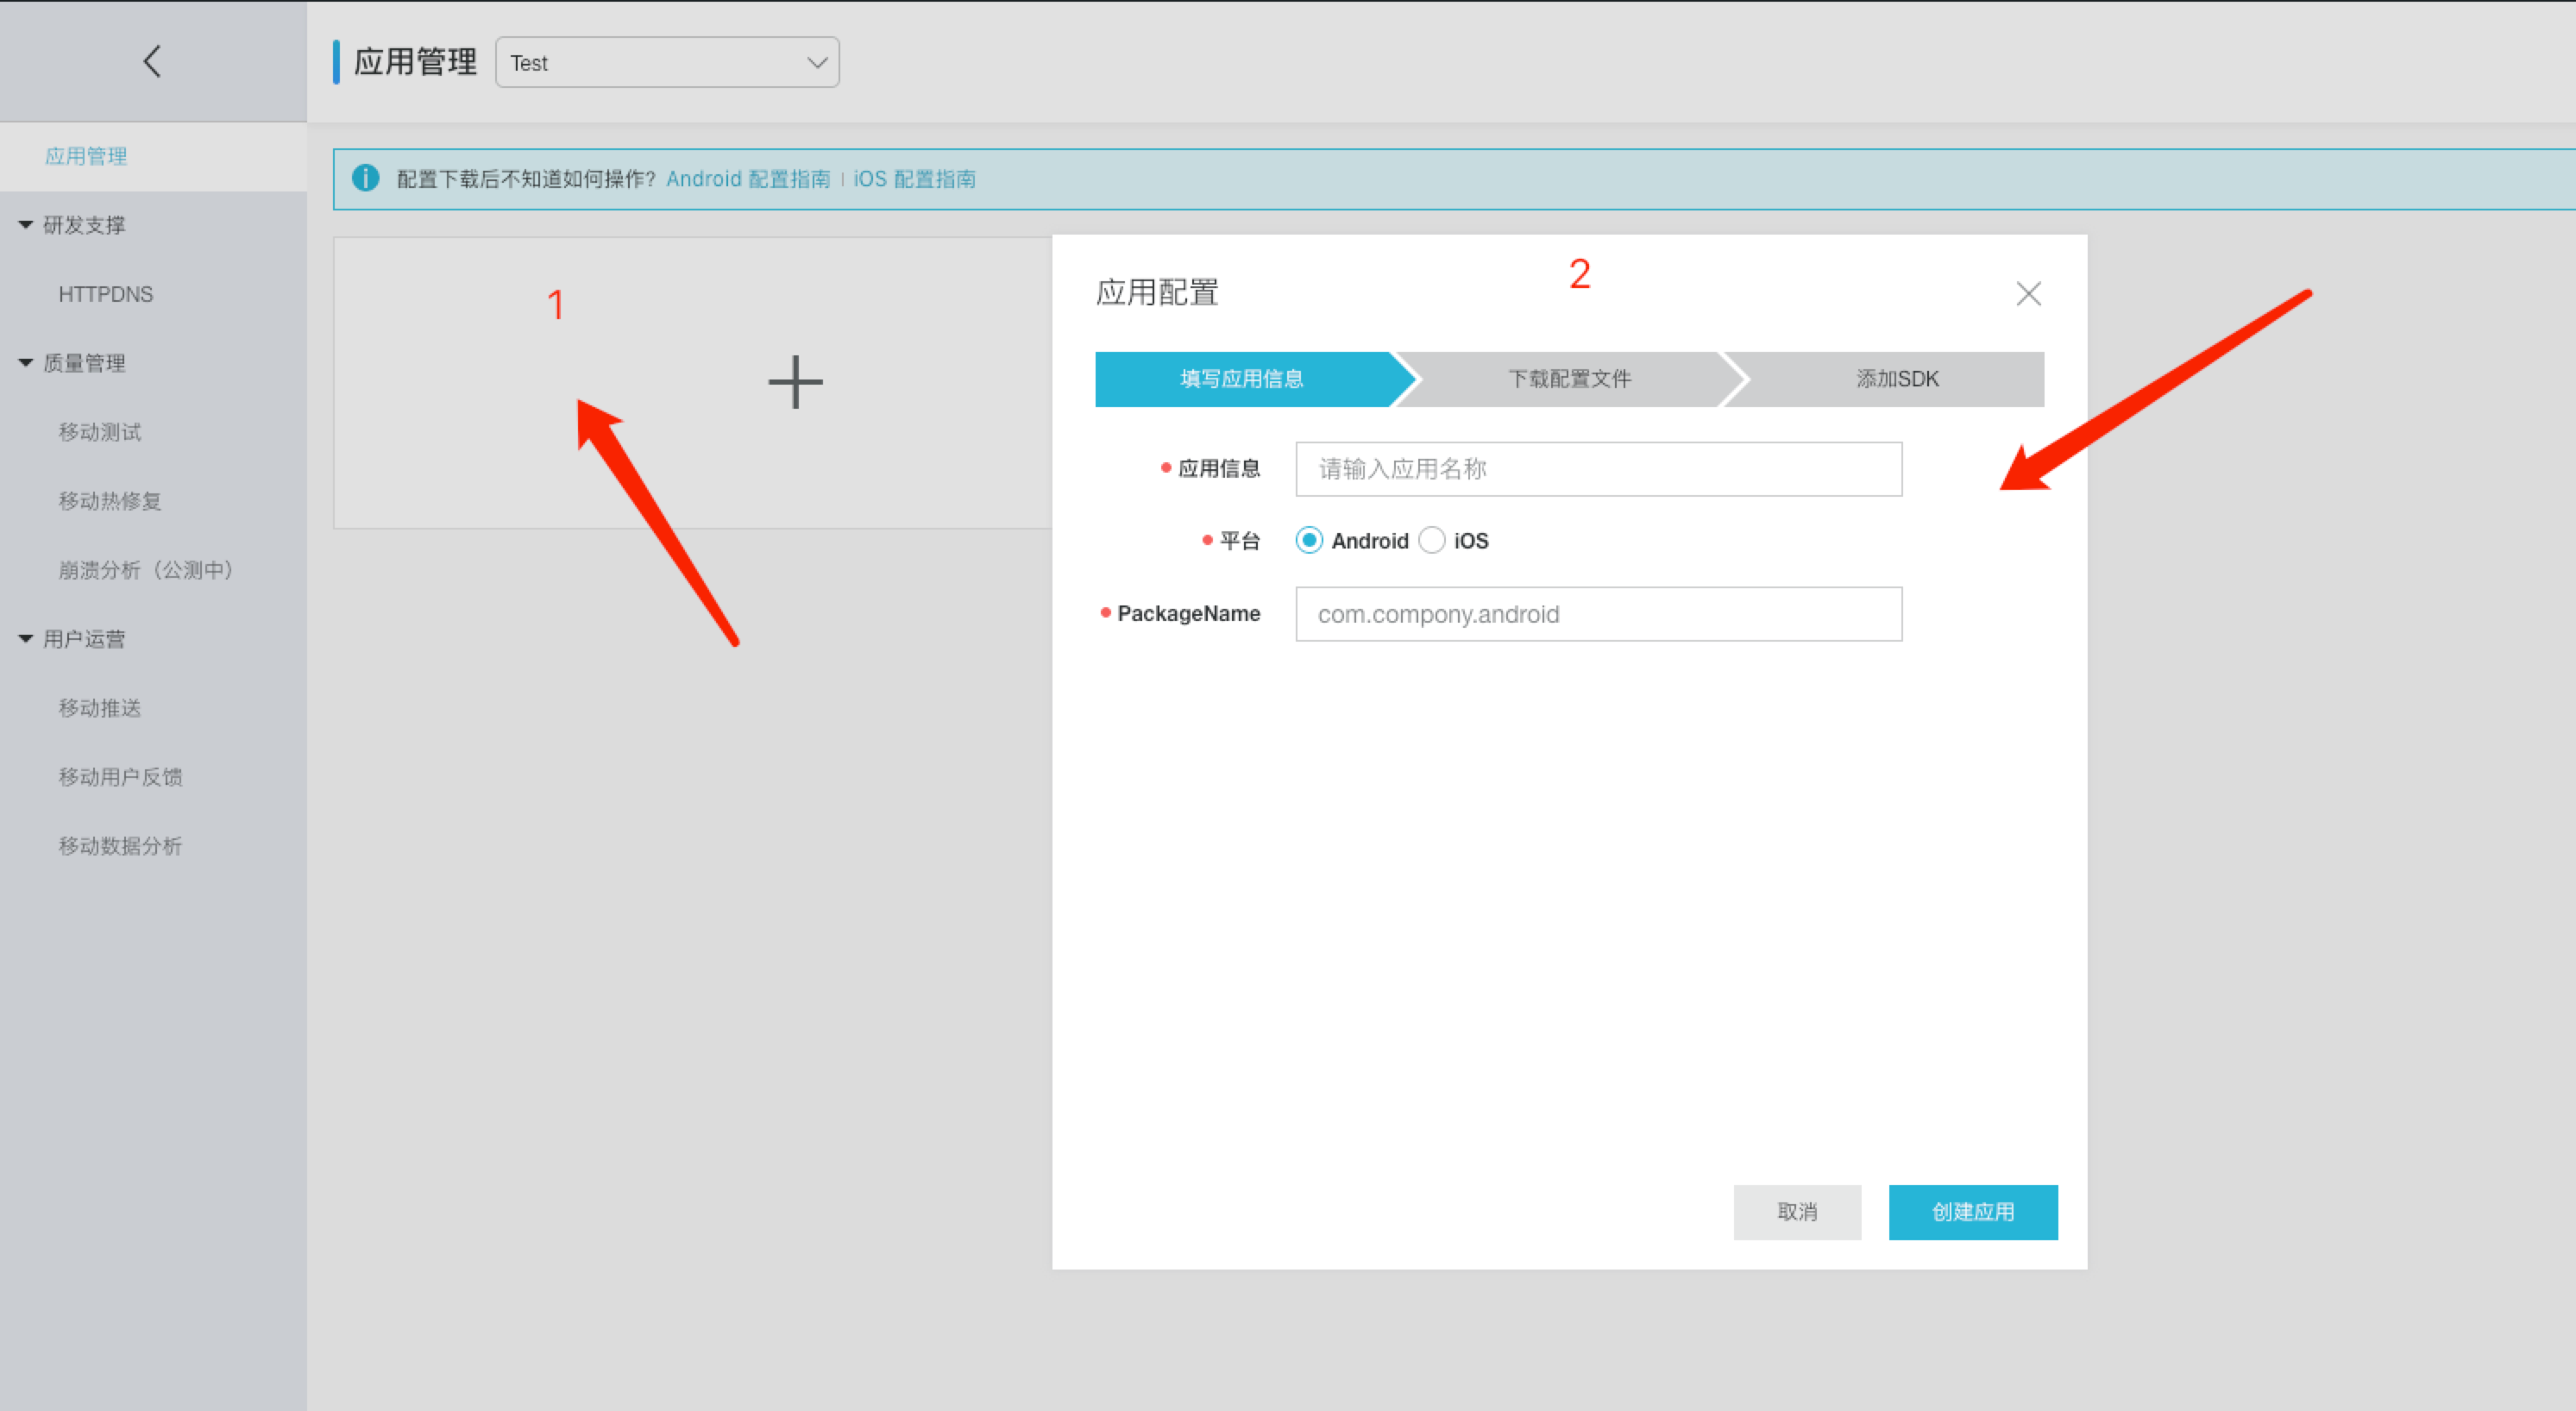 应用管理 Test
应用管理
研发支撑
HTTPDNS
质量管理
移动测试
移动热修复
崩溃分析（公测中）
用户运营
移动推送
移动用户反馈
移动数据分析
配置下载后不知道如何操作？ Android 配置指南 | iOS 配置指南
1
2
应用配置
填写应用信息 下载配置文件 添加SDK
应用信息 请输入应用名称
平台 Android iOS
PackageName com.compony.android
取消 创建应用